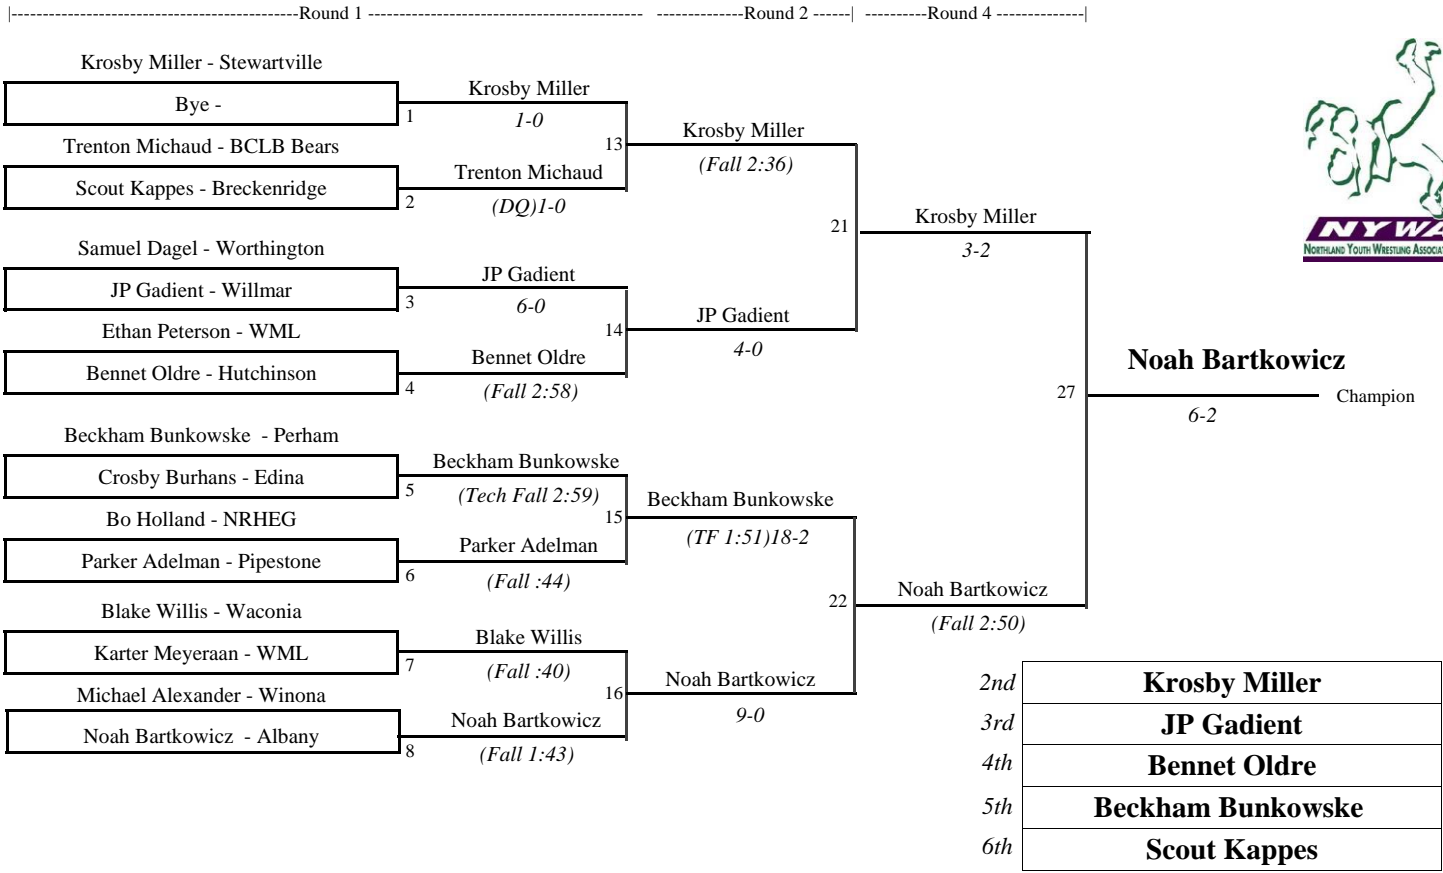 |----------------------------------------------Round 1 -------------------------------------------- --------------Round 2 ------| ----------Round 4 --------------|
Krosby Miller - Stewartville
Bye -
1
Krosby Miller
1-0
Trenton Michaud - BCLB Bears
Scout Kappes - Breckenridge
2
Trenton Michaud
(DQ)1-0
13
Krosby Miller
(Fall 2:36)
Samuel Dagel - Worthington
JP Gadient - Willmar
3
JP Gadient
6-0
Ethan Peterson - WML
Bennet Oldre - Hutchinson
4
Bennet Oldre
(Fall 2:58)
14
JP Gadient
4-0
21
Krosby Miller
3-2
Beckham Bunkowske - Perham
Crosby Burhans - Edina
5
Beckham Bunkowske
(Tech Fall 2:59)
Bo Holland - NRHEG
Parker Adelman - Pipestone
6
Parker Adelman
(Fall :44)
15
Beckham Bunkowske
(TF 1:51)18-2
Blake Willis - Waconia
Karter Meyeraan - WML
7
Blake Willis
(Fall :40)
Michael Alexander - Winona
Noah Bartkowicz - Albany
8
Noah Bartkowicz
(Fall 1:43)
16
Noah Bartkowicz
9-0
22
Noah Bartkowicz
(Fall 2:50)
27
Noah Bartkowicz
Champion
6-2
NYWA
NORTHLAND YOUTH WRESTLING
2nd Krosby Miller
3rd JP Gadient
4th Bennet Oldre
5th Beckham Bunkowske
6th Scout Kappes